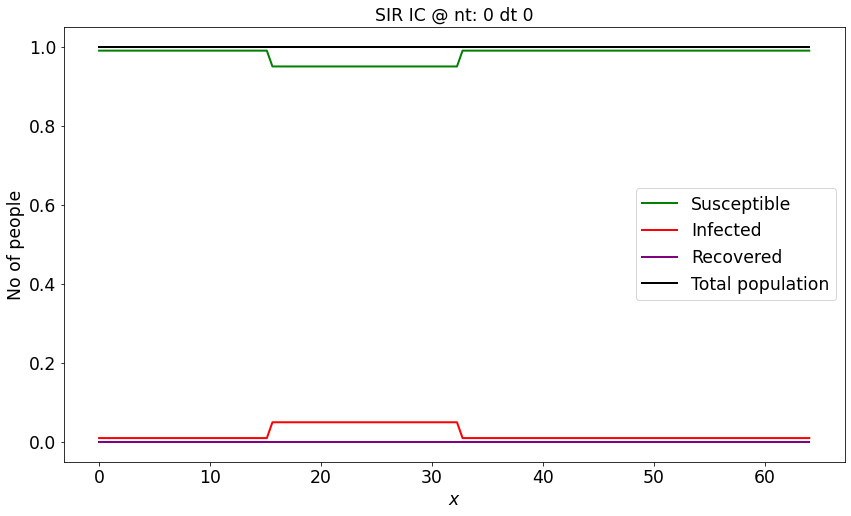 SIR IC @ nt: 0 dt 0
1.0
0.8
0.6
0.4
0.2
0.0
No of people
Susceptible
Infected
Recovered
Total population
0 10 20 30 40 50 60
x